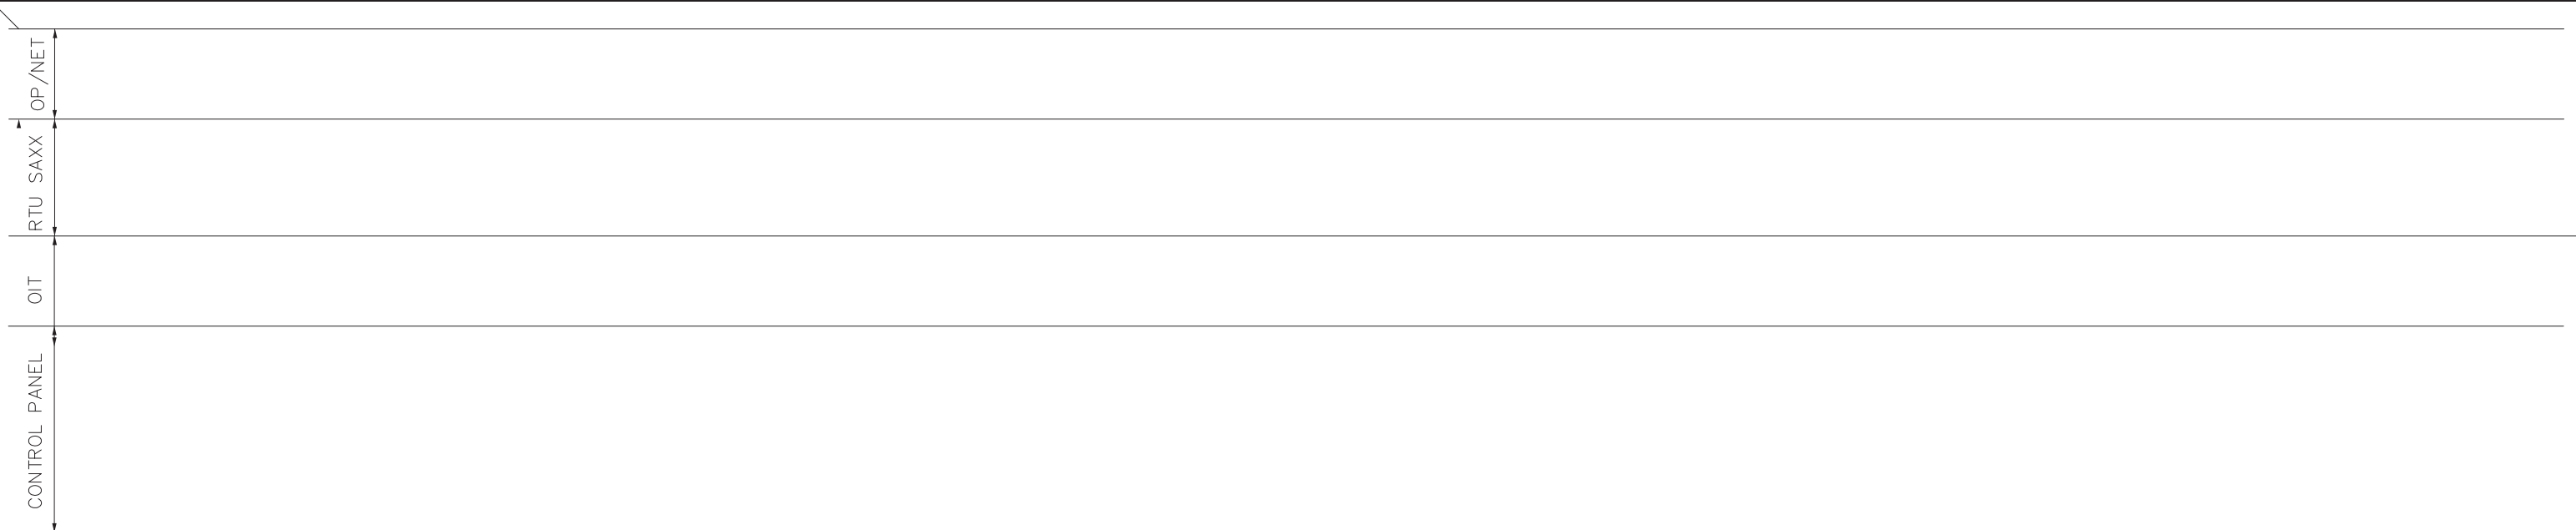 OP/NET
RTU SAXX
OIT
CONTROL PANEL